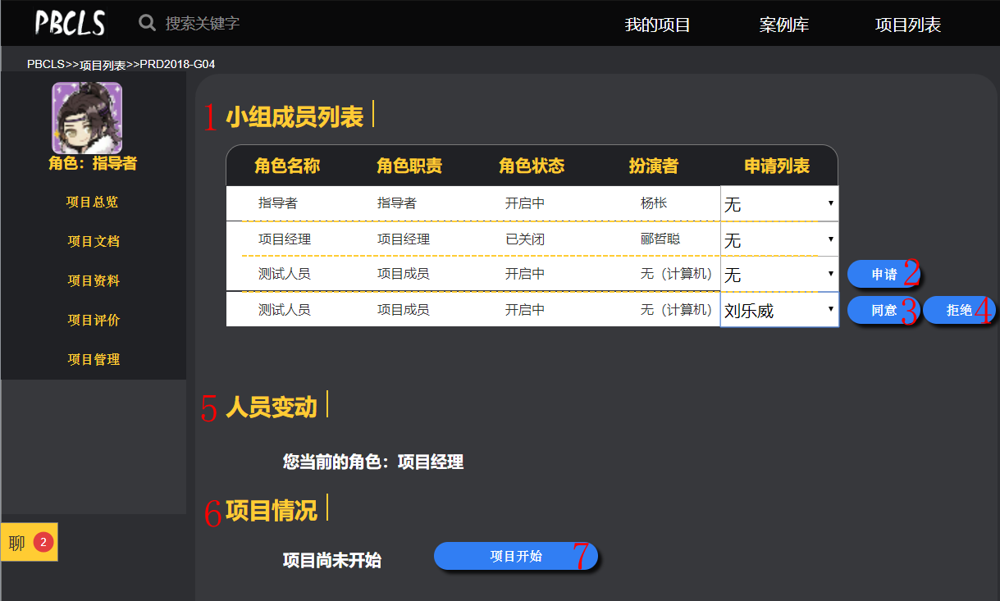 PBCLS 搜索关键字 我的项目 案例库 项目列表
PBCLS>>项目列表>>PRD2018-G04
角色：指导者
项目总览
项目文档
项目资料
项目评价
项目管理
聊 2
1 小组成员列表
角色名称 角色职责 角色状态 扮演者 申请列表
指导者 指导者 开启中 杨枨 无
项目经理 项目经理 已关闭 郦哲聪 无
测试人员 项目成员 开启中 无（计算机） 无 申请 2
测试人员 项目成员 开启中 无（计算机） 刘乐威 同意 3 拒绝 4
5 人员变动
您当前的角色：项目经理
6 项目情况
项目尚未开始 项目开始 7